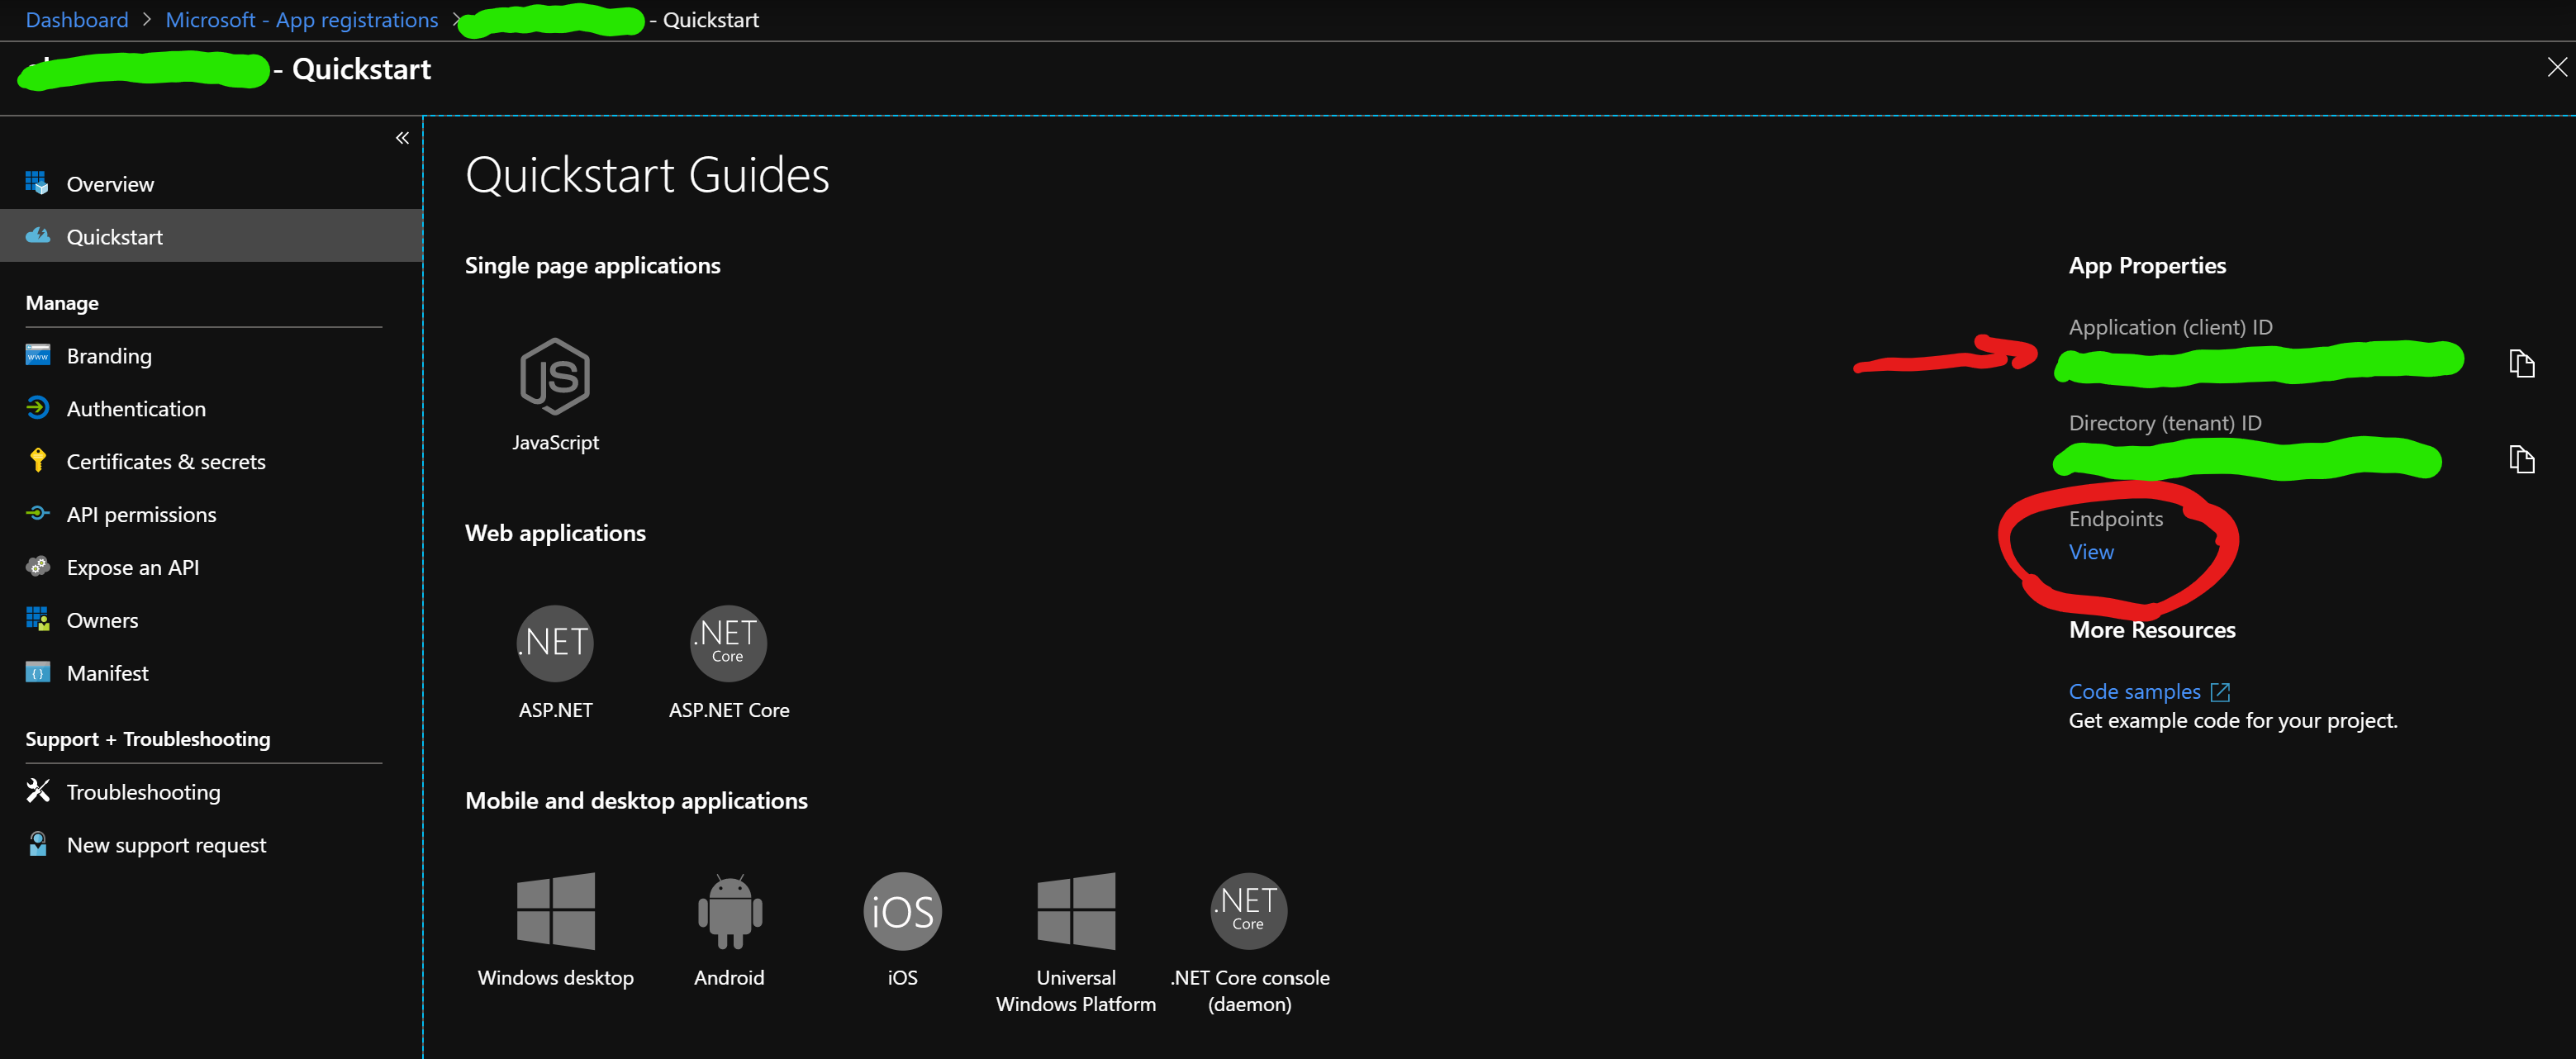 Dashboard > Microsoft - App registrations > - Quickstart
- Quickstart
Overview
Quickstart
Manage
Branding
Authentication
Certificates & secrets
API permissions
Expose an API
Owners
Manifest
Support + Troubleshooting
Troubleshooting
New support request
Quickstart Guides
Single page applications
JS
JavaScript
Web applications
.NET
ASP.NET
.NET
Core
ASP.NET Core
Mobile and desktop applications
Windows desktop
Android
iOS
iOS
Universal
Windows Platform
.NET
Core
.NET Core console
(daemon)
App Properties
Application (client) ID
Directory (tenant) ID
Endpoints
View
More Resources
Code samples
Get example code for your project.